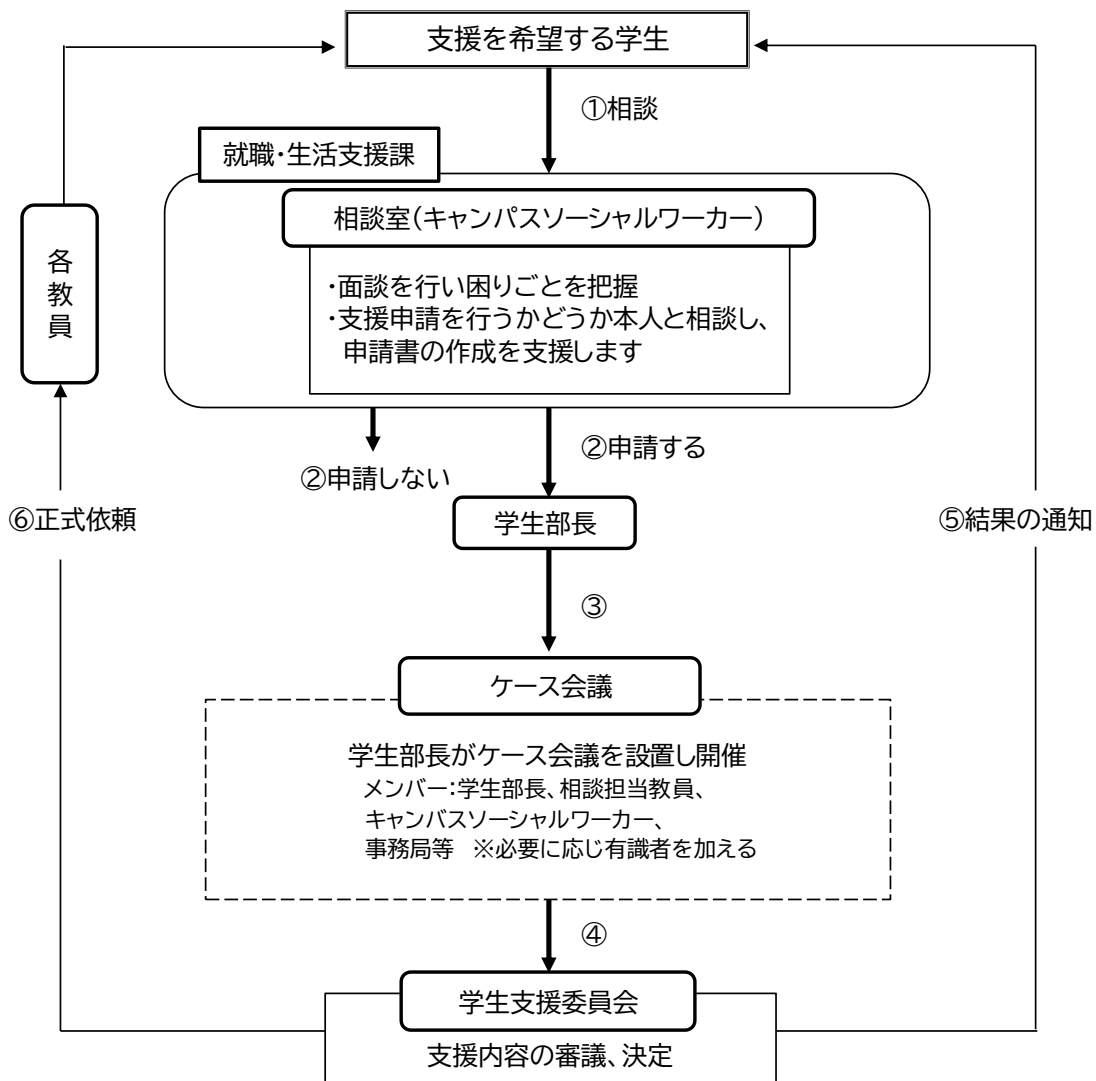 支援を希望する学生
①相談
就職・生活支援課
相談室(キャンパスソーシャルワーカー)
・面談を行い困りごとを把握
・支援申請を行うかどうか本人と相談し、
申請書の作成を支援します
各教員
②申請しない
②申請する
学生部長
⑥正式依頼
⑤結果の通知
③
ケース会議
学生部長がケース会議を設置し開催
メンバー:学生部長、相談担当教員、
キャンバスソーシャルワーカー、
事務局等 ※必要に応じ有識者を加える
④
学生支援委員会
支援内容の審議、決定